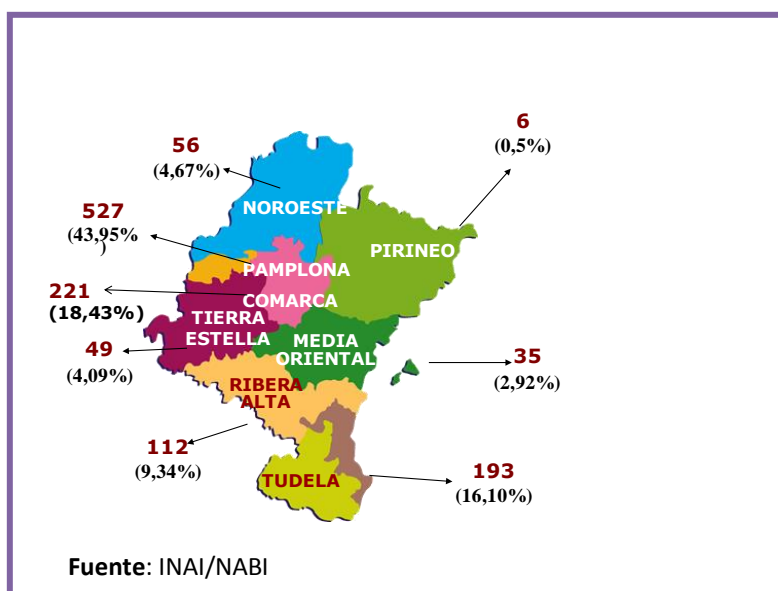 6
(0,5%)
56
(4,67%)
NOROESTE
527
(43,95%
)
PIRINEO
PAMPLONA
221
(18,43%)
COMARCA
TIERRA
ESTELLA
MEDIA
ORIENTAL
49
(4,09%)
35
(2,92%)
RIBERA
ALTA
112
(9,34%)
TUDELA
193
(16,10%)
Fuente: INAI/NABI